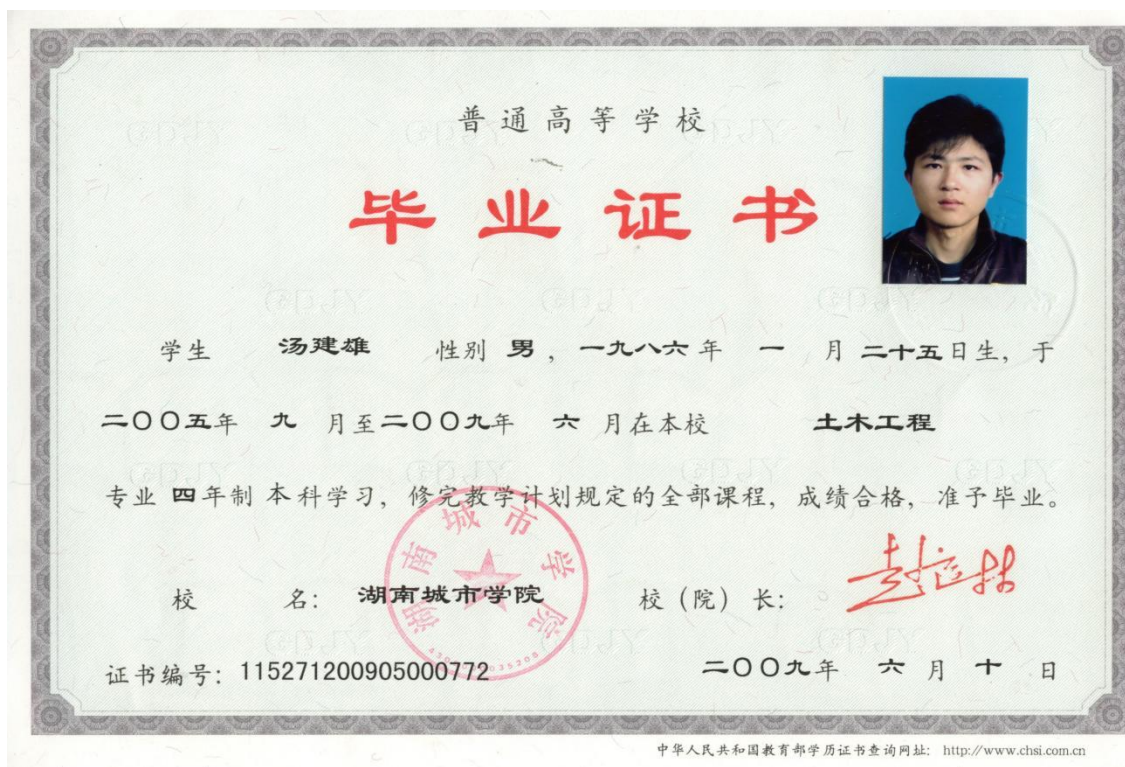 普通高等学校
毕业证书
学生 汤建雄 性别 男，一九八六年 一 月二十五日生，于
二〇〇五年 九 月至二〇〇九年 六 月在本校 土木工程
专业 四年制 本科学习，修完教学计划规定的全部课程，成绩合格，准予毕业。
校 名：湖南城市学院 校（院）长：
湖南城市学院
证书编号：115271200905000772 二〇〇九年 六 月 十 日
中华人民共和国教育部学历证书查询网址：http://www.chsi.com.cn